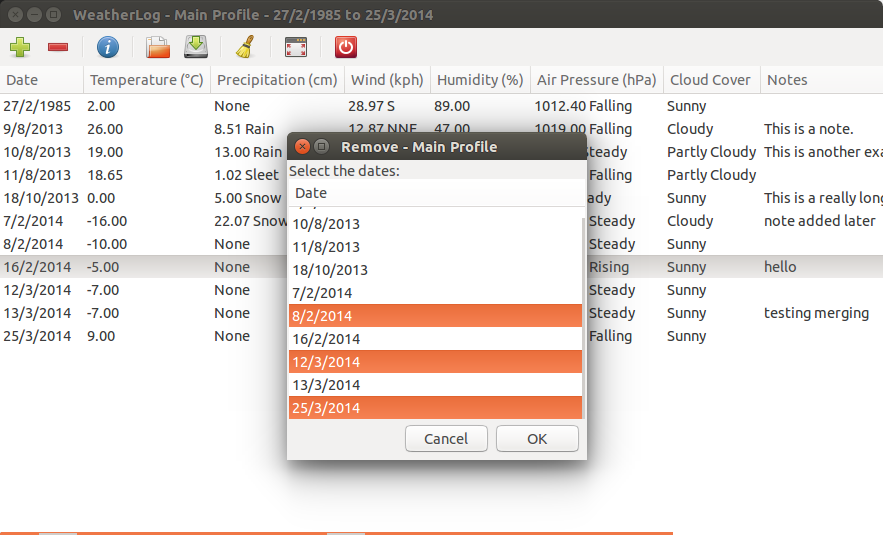 WeatherLog - Main Profile - 27/2/1985 to 25/3/2014
Date Temperature (°C) Precipitation (cm) Wind (kph) Humidity (%) Air Pressure (hPa) Cloud Cover Notes
27/2/1985 2.00 None 28.97 S 89.00 1012.40 Falling Sunny
9/8/2013 26.00 8.51 Rain 12.87 NNE 47.00 1019.00 Falling Cloudy This is a note.
10/8/2013 19.00 13.00 Rain Steady Partly Cloudy This is another exa
11/8/2013 18.65 1.02 Sleet Falling Partly Cloudy
18/10/2013 0.00 5.00 Snow ady Sunny This is a really long
7/2/2014 -16.00 22.07 Snow Steady Cloudy note added later
8/2/2014 -10.00 None Steady Sunny
16/2/2014 -5.00 None Rising Sunny hello
12/3/2014 -7.00 None Steady Sunny
13/3/2014 -7.00 None Steady Sunny testing merging
25/3/2014 9.00 None Falling Sunny
Remove - Main Profile
Select the dates:
Date
10/8/2013
11/8/2013
18/10/2013
7/2/2014
8/2/2014
16/2/2014
12/3/2014
13/3/2014
25/3/2014
Cancel OK